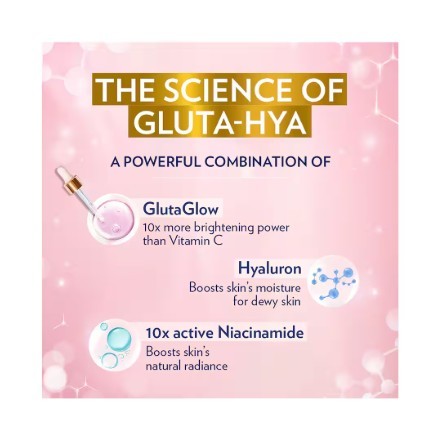 THE SCIENCE OF
GLUTA-HYA
A POWERFUL COMBINATION OF
GlutaGlow
10x more brightening power
than Vitamin C
Hyaluron
Boosts skin's moisture
for dewy skin
10x active Niacinamide
Boosts skin's
natural radiance